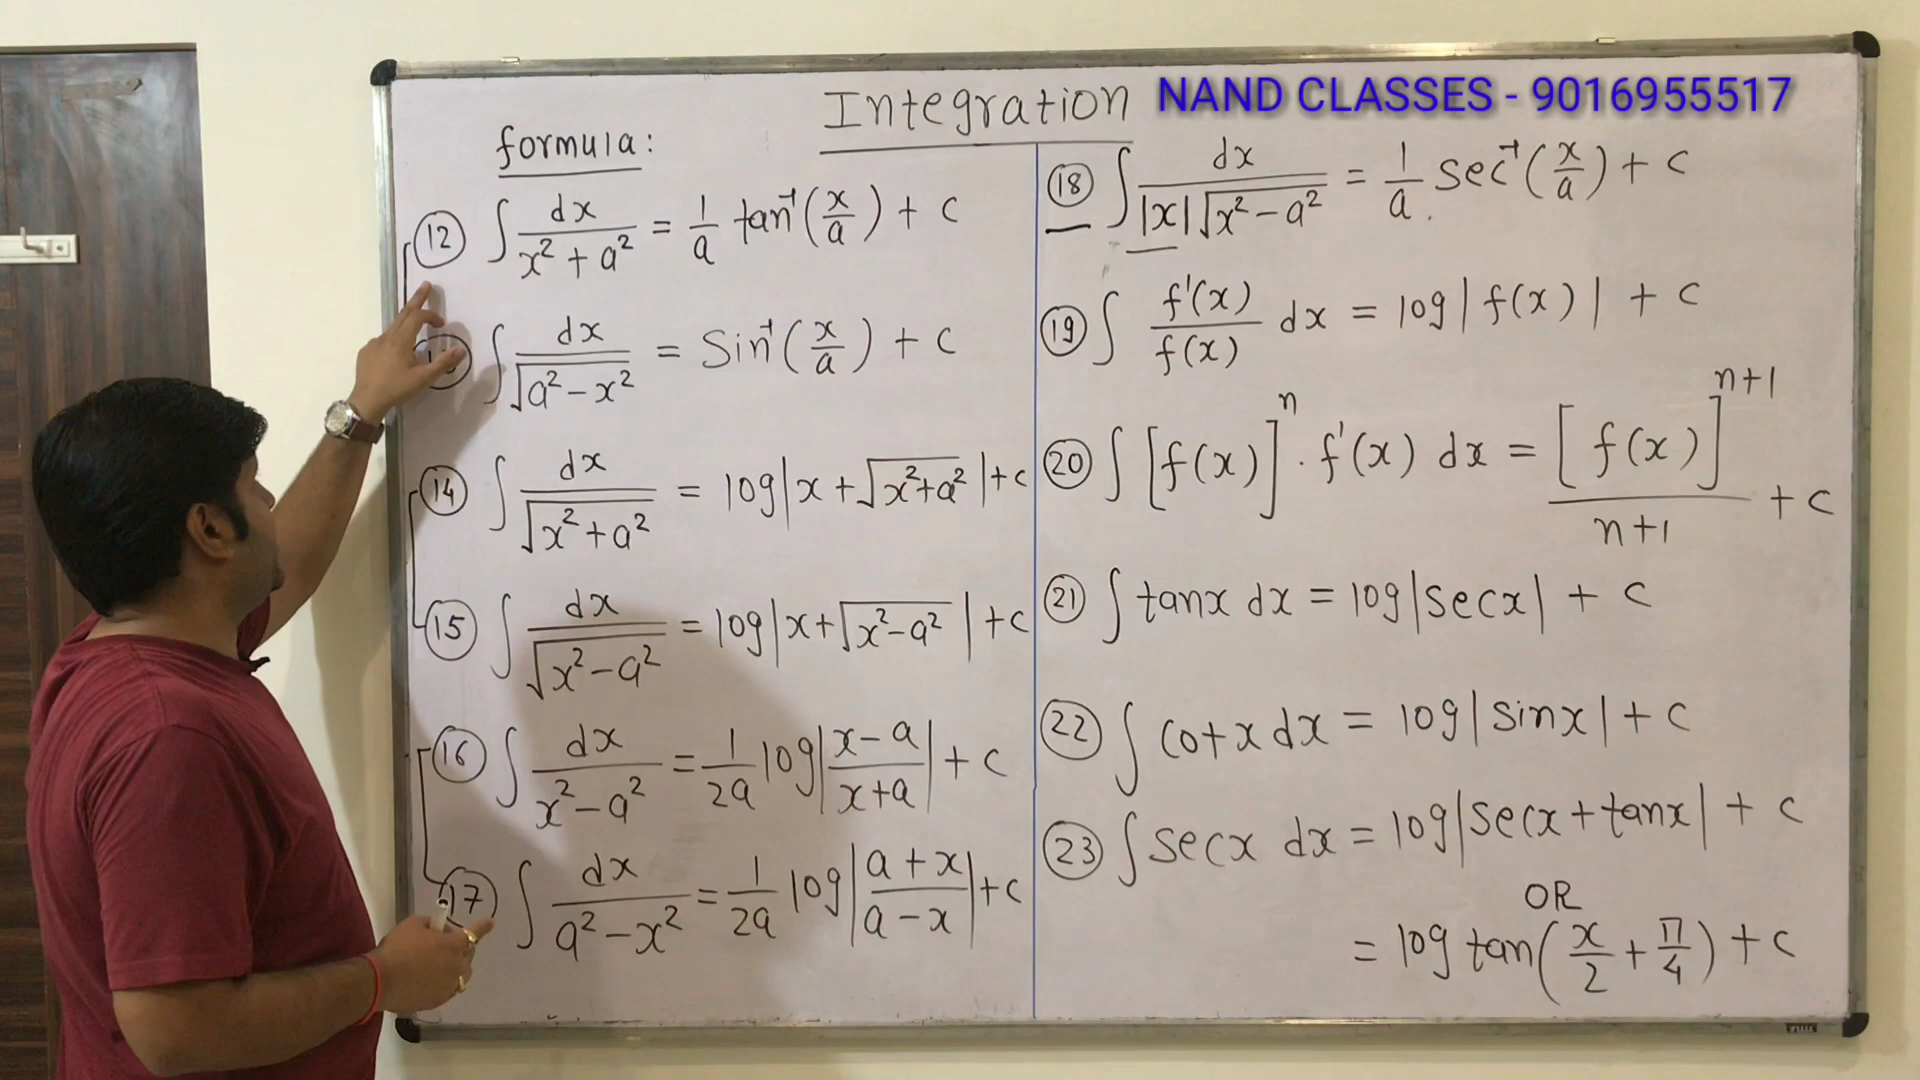 Integration
NAND CLASSES - 9016955517
formula:
(12) ∫ dx / (x² + a²) = 1/a tan⁻¹(x/a) + c
∫ dx / √(a² - x²) = Sin⁻¹(x/a) + c
(14) ∫ dx / √(x² + a²) = log|x + √(x²+a²)| + c
(15) ∫ dx / √(x² - a²) = log|x + √(x² - a²)| + c
(16) ∫ dx / (x² - a²) = 1/2a log|(x - a)/(x + a)| + c
(17) ∫ dx / (a² - x²) = 1/2a log|(a + x)/(a - x)| + c
(18) ∫ dx / (|x|√(x² - a²)) = 1/a . sec⁻¹(x/a) + c
(19) ∫ f'(x)/f(x) dx = log|f(x)| + c
(20) ∫ [f(x)]ⁿ . f'(x) dx = [f(x)]ⁿ⁺¹ / (n+1) + c
(21) ∫ tanx dx = log|secx| + c
(22) ∫ cotx dx = log|sinx| + c
(23) ∫ secx dx = log|secx + tanx| + c
OR
= log tan(x/2 + π/4) + c